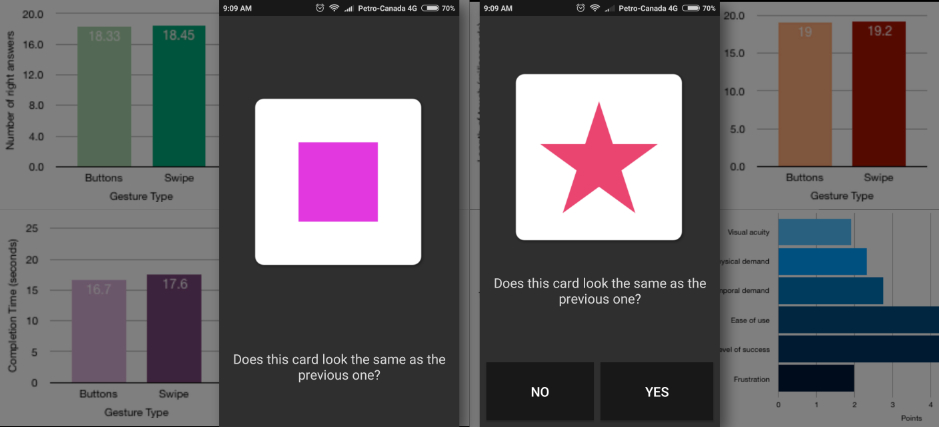 20.0
16.0
12.0
8.0
4.0
0.0
Number of right answers
18.33
18.45
Buttons
Swipe
Gesture Type
25
20
15
10
5
0
Completion Time (seconds)
16.7
17.6
Buttons
Swipe
Gesture Type
9:09 AM
Petro-Canada 4G
70%
Does this card look the same as the
previous one?
9:09 AM
Petro-Canada 4G
70%
Does this card look the same as the
previous one?
NO
YES
20.0
15.0
10.0
5.0
0.0
19
19.2
Buttons
Swipe
Gesture Type
Visual acuity
ysical demand
poral demand
Ease of use
evel of success
Frustration
0
1
2
3
4
Points